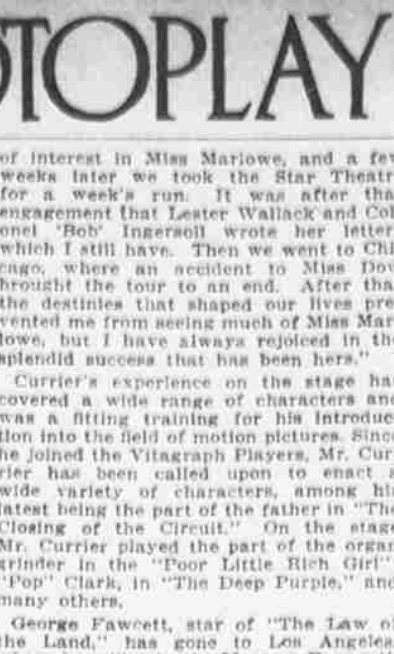 OTOPLAY
of interest in Miss Marlowe, and a few
weeks later we took the Star Theatr
for a week's run. It was after tha
engagement that Lester Wallack and Col
onel 'Bob' Ingersoll wrote her letter
which I still have. Then we went to Chi
cago, where an accident to Miss Dow
brought the tour to an end. After tha
the destinies that shaped our lives pre
vented me from seeing much of Miss Mar
lowe, but I have always rejoiced in the
splendid success that has been hers."
Currier's experience on the stage ha
covered a wide range of characters and
was a fitting training for his introduc
tion into the field of motion pictures. Since
he joined the Vitagraph Players, Mr. Cur
rier has been called upon to enact a
wide variety of characters, among hi
latest being the part of the father in "The
Closing of the Circuit." On the stage
Mr. Currier played the part of the organ
grinder in the "Poor Little Rich Girl"
"Pop" Clark, in "The Deep Purple," and
many others.
George Fawcett, star of "The Law of
the Land," has gone to Los Angeles